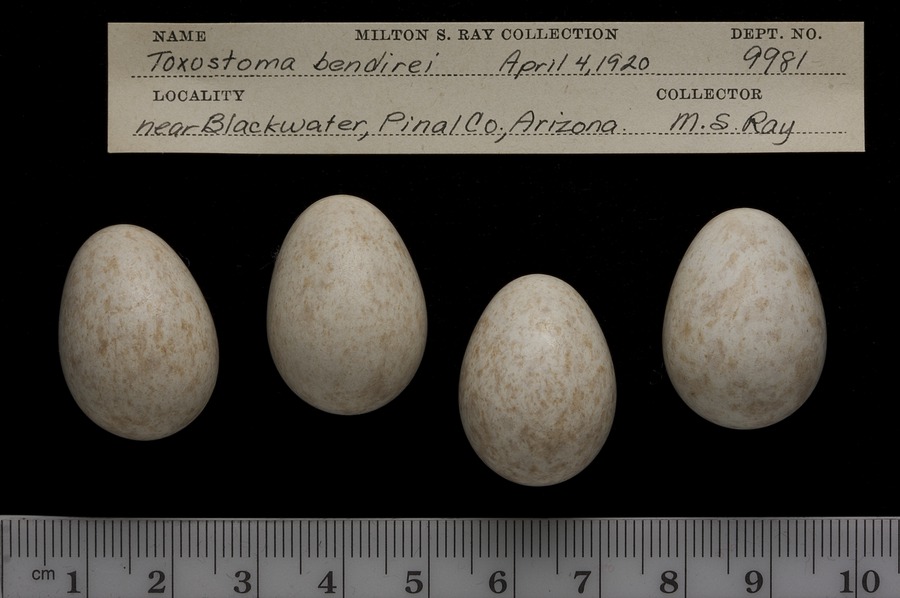 NAME MILTON S. RAY COLLECTION DEPT. NO.
Toxostoma bendirei April 4, 1920 9981
LOCALITY COLLECTOR
near Blackwater, Pinal Co., Arizona. M. S. Ray
cm 1 2 3 4 5 6 7 8 9 10